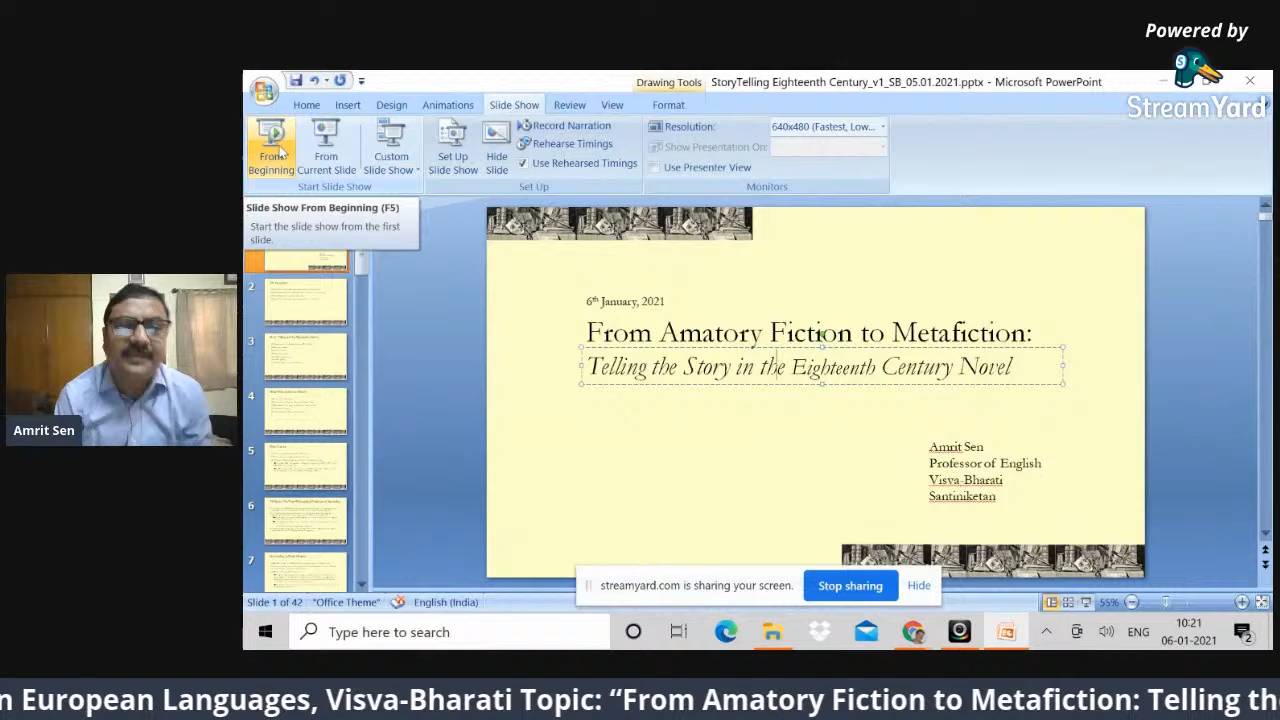 Powered by
StreamYard
Drawing Tools
StoryTelling Eighteenth Century_v1_SB_05.01.2021.pptx - Microsoft PowerPoint
Home Insert Design Animations Slide Show Review View Format
From Beginning
From Current Slide
Custom Slide Show
Start Slide Show
Set Up Slide Show
Hide Slide
Record Narration
Rehearse Timings
Use Rehearsed Timings
Set Up
Resolution: 640x480 (Fastest, Low...
Show Presentation On:
Use Presenter View
Monitors
Slide Show From Beginning (F5)
Start the slide show from the first
slide.
2
3
4
5
6
7
6th January, 2021
From Amatory Fiction to Metafiction:
Telling the Story in the Eighteenth Century Novel
Amrit Sen
Professor of English
Visva-Bharati
Santiniketan
Amrit Sen
streamyard.com is sharing your screen. Stop sharing Hide
Slide 1 of 42 "Office Theme" English (India) 55%
Type here to search
ENG
10:21
06-01-2021
2
n European Languages, Visva-Bharati Topic: “From Amatory Fiction to Metafiction: Telling th